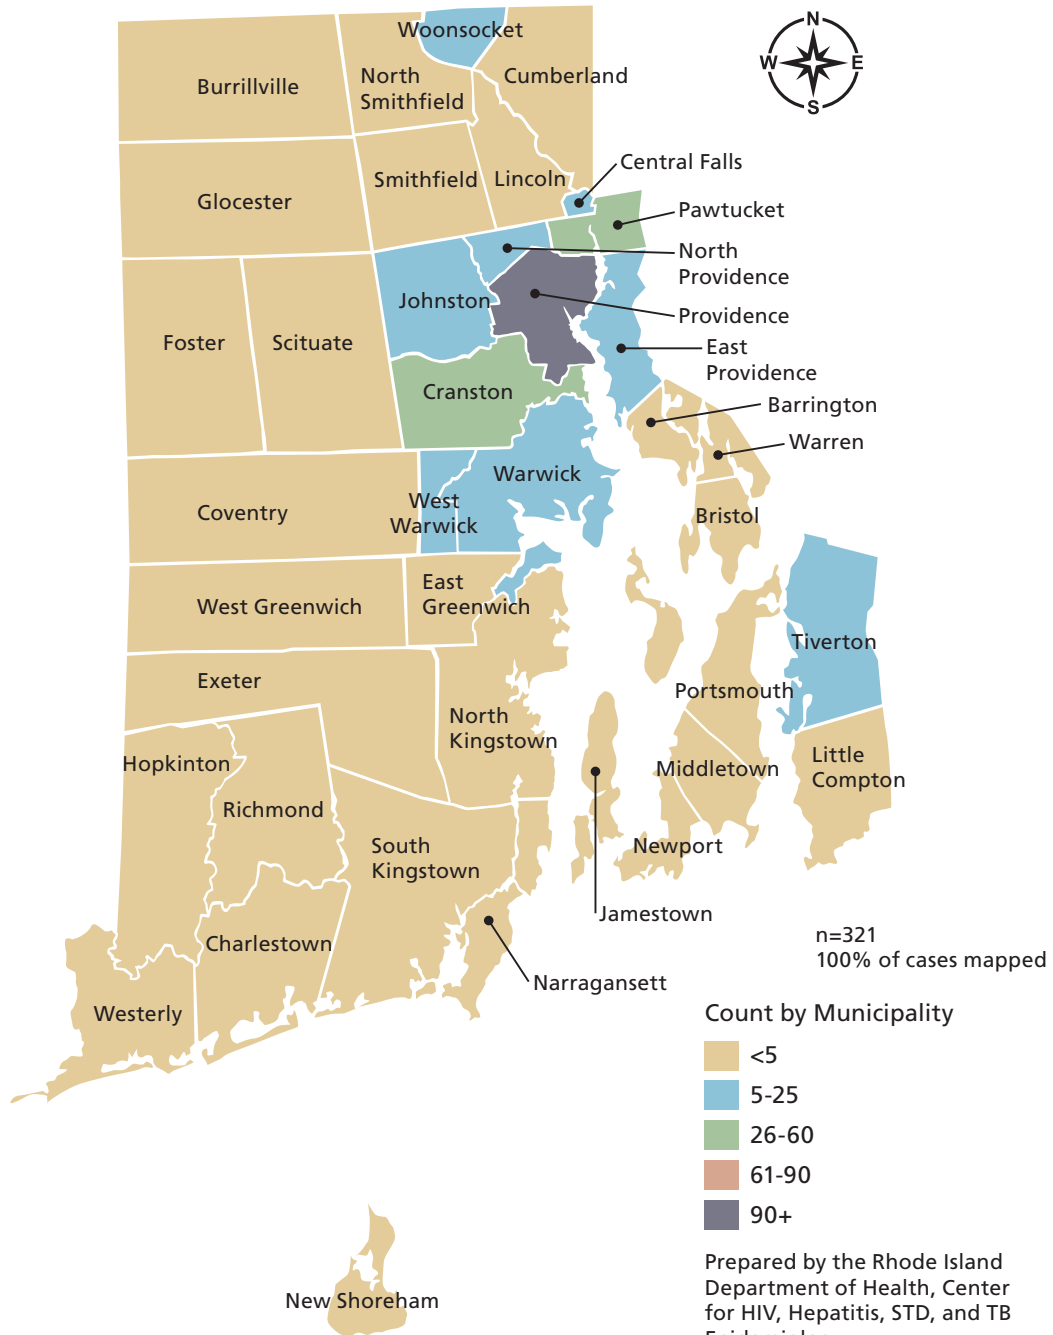 N
W
E
S
Woonsocket
Burrillville
North
Smithfield
Cumberland
Central Falls
Smithfield
Lincoln
Glocester
Pawtucket
North
Providence
Johnston
Providence
Foster
Scituate
East
Providence
Cranston
Barrington
Warren
Warwick
West
Warwick
Coventry
Bristol
East
Greenwich
West Greenwich
Tiverton
Exeter
Portsmouth
North
Kingstown
Hopkinton
Middletown
Little
Compton
Richmond
South
Kingstown
Newport
Jamestown
Charlestown
Narragansett
Westerly
n=321
100% of cases mapped
Count by Municipality
<5
5-25
26-60
61-90
90+
Prepared by the Rhode Island
Department of Health, Center
for HIV, Hepatitis, STD, and TB
New Shoreham